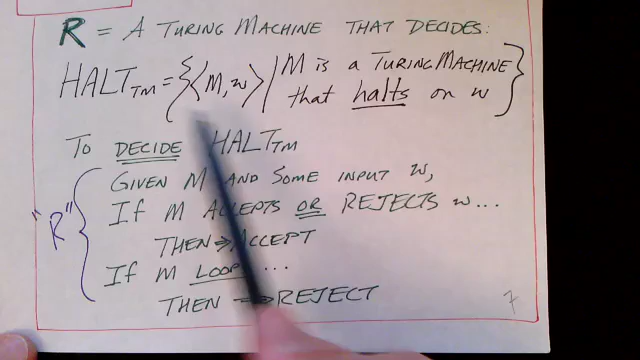 R = A TURING MACHINE THAT DECIDES:
HALT_TM = {⟨M, w⟩ | M is a TURING MACHINE
that halts on w}
To DECIDE HALT_TM
"R" { GIVEN M AND SOME INPUT w,
If M ACCEPTS OR REJECTS w...
THEN ⇒ ACCEPT
If M LOOPS...
THEN ⇒ REJECT
7